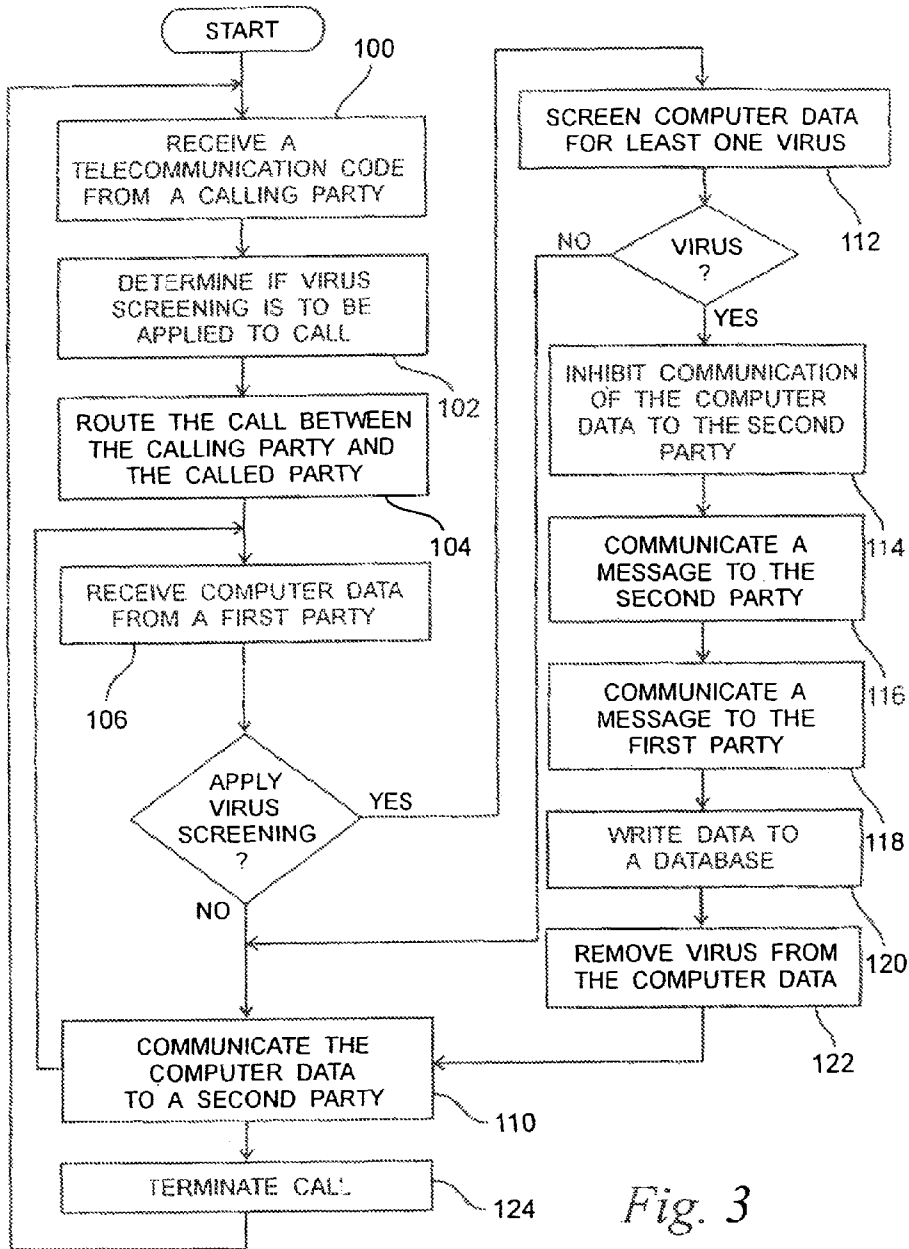 START
100
RECEIVE A
TELECOMMUNICATION CODE
FROM A CALLING PARTY
DETERMINE IF VIRUS
SCREENING IS TO BE
APPLIED TO CALL
102
ROUTE THE CALL BETWEEN
THE CALLING PARTY AND
THE CALLED PARTY
104
RECEIVE COMPUTER DATA
FROM A FIRST PARTY
106
APPLY
VIRUS
SCREENING
?
YES
NO
COMMUNICATE THE
COMPUTER DATA
TO A SECOND PARTY
110
TERMINATE CALL
124
SCREEN COMPUTER DATA
FOR LEAST ONE VIRUS
112
VIRUS
?
NO
YES
INHIBIT COMMUNICATION
OF THE COMPUTER
DATA TO THE SECOND
PARTY
114
COMMUNICATE A
MESSAGE TO THE
SECOND PARTY
116
COMMUNICATE A
MESSAGE TO THE
FIRST PARTY
118
WRITE DATA TO
A DATABASE
120
REMOVE VIRUS FROM
THE COMPUTER DATA
122
Fig. 3